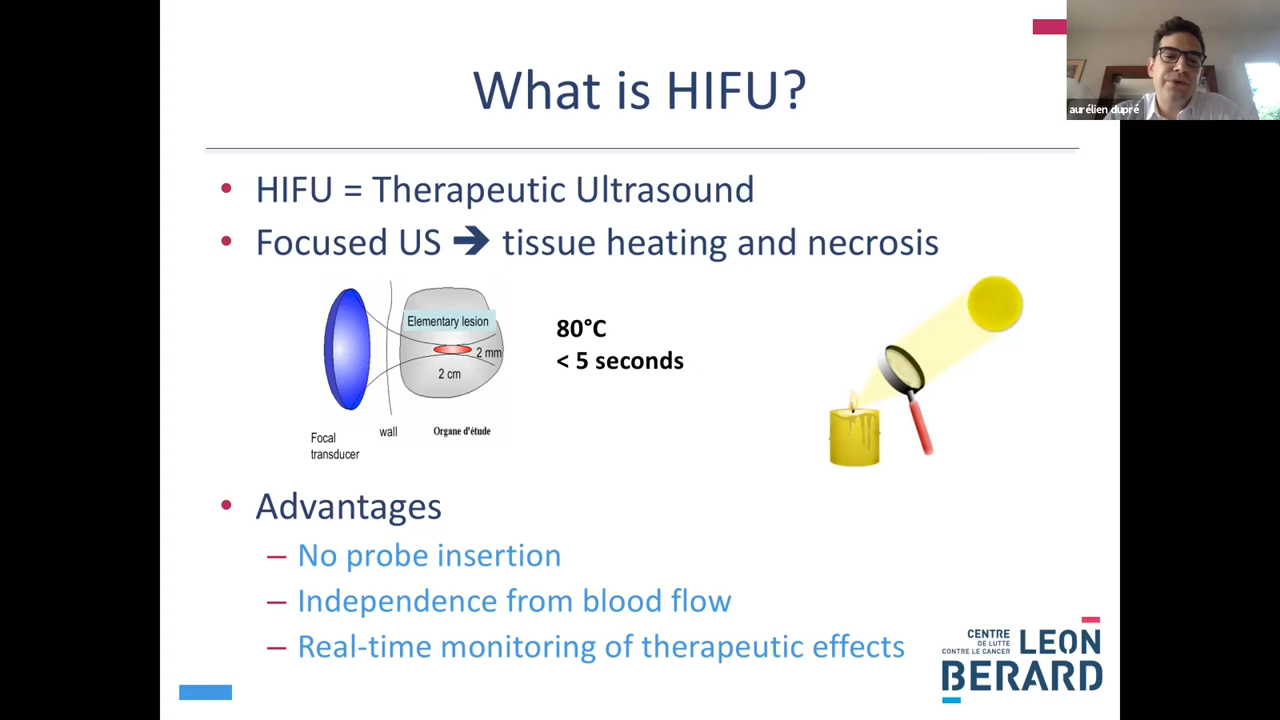 What is HIFU?
aurélien dupré
• HIFU = Therapeutic Ultrasound
• Focused US ➔ tissue heating and necrosis
Elementary lesion
2 mm
2 cm
Focal
transducer
wall
Organe d'étude
80°C
< 5 seconds
• Advantages
– No probe insertion
– Independence from blood flow
– Real-time monitoring of therapeutic effects
CENTRE
DE LUTTE
CONTRE LE CANCER
LEON
BERARD